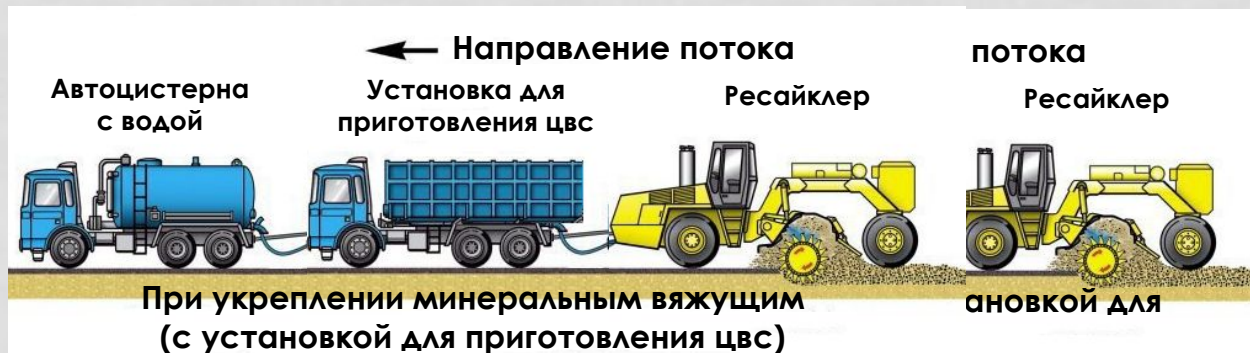 Направление потока
потока
Автоцистерна
с водой
Установка для
приготовления цвс
Ресайклер
Ресайклер
При укреплении минеральным вяжущим
(с установкой для приготовления цвс)
ановкой для